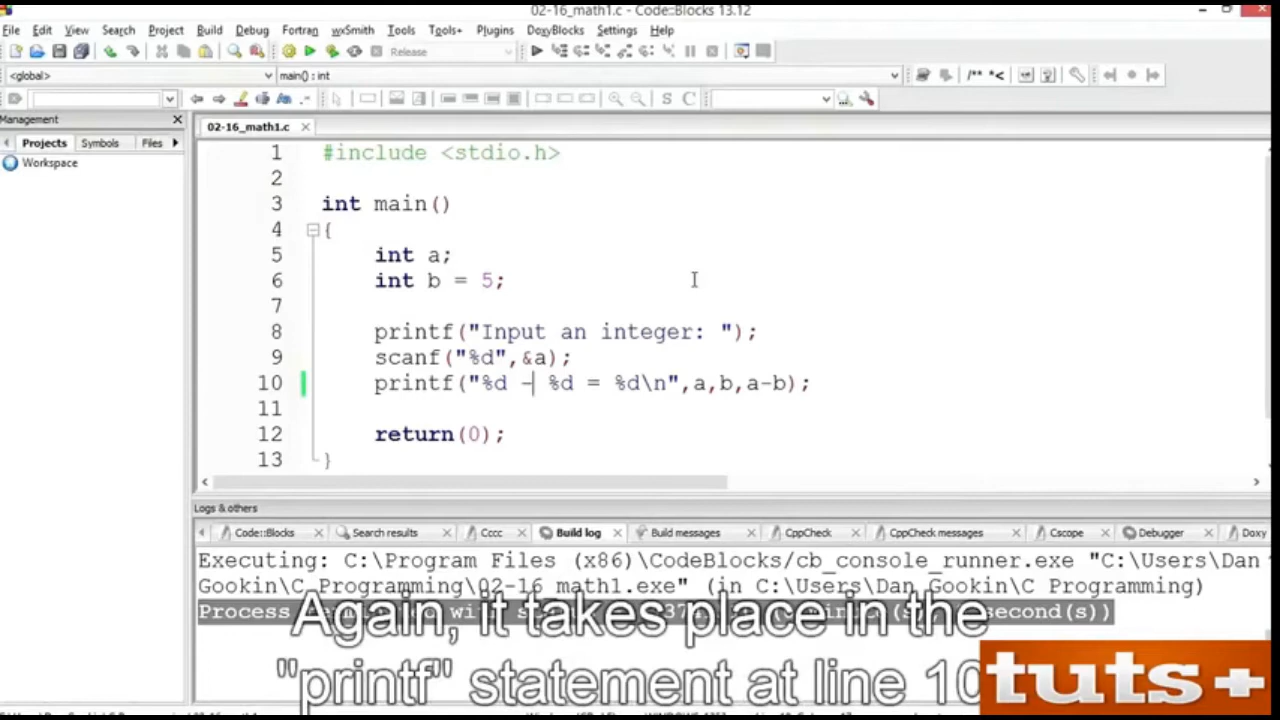 02-16_math1.c - Code::Blocks 13.12
File Edit View Search Project Build Debug Fortran wxSmith Tools Tools+ Plugins DoxyBlocks Settings Help
Release
<global> main() : int
/** *<
S C
Management
02-16_math1.c
Projects Symbols Files
Workspace
1 #include <stdio.h>
2
3 int main()
4 {
5 int a;
6 int b = 5;
7
8 printf("Input an integer: ");
9 scanf("%d",&a);
10 printf("%d - %d = %d\n",a,b,a-b);
11
12 return(0);
13 }
Logs & others
Code::Blocks Search results Cccc Build log Build messages CppCheck CppCheck messages Cscope Debugger Doxy
Executing: C:\Program Files (x86)\CodeBlocks/cb_console_runner.exe "C:\Users\Dan
Gookin\C Programming\02-16_math1.exe" (in C:\Users\Dan Gookin\C Programming)
Process
Again, it takes place in the
"printf" statement at line 10
tuts+